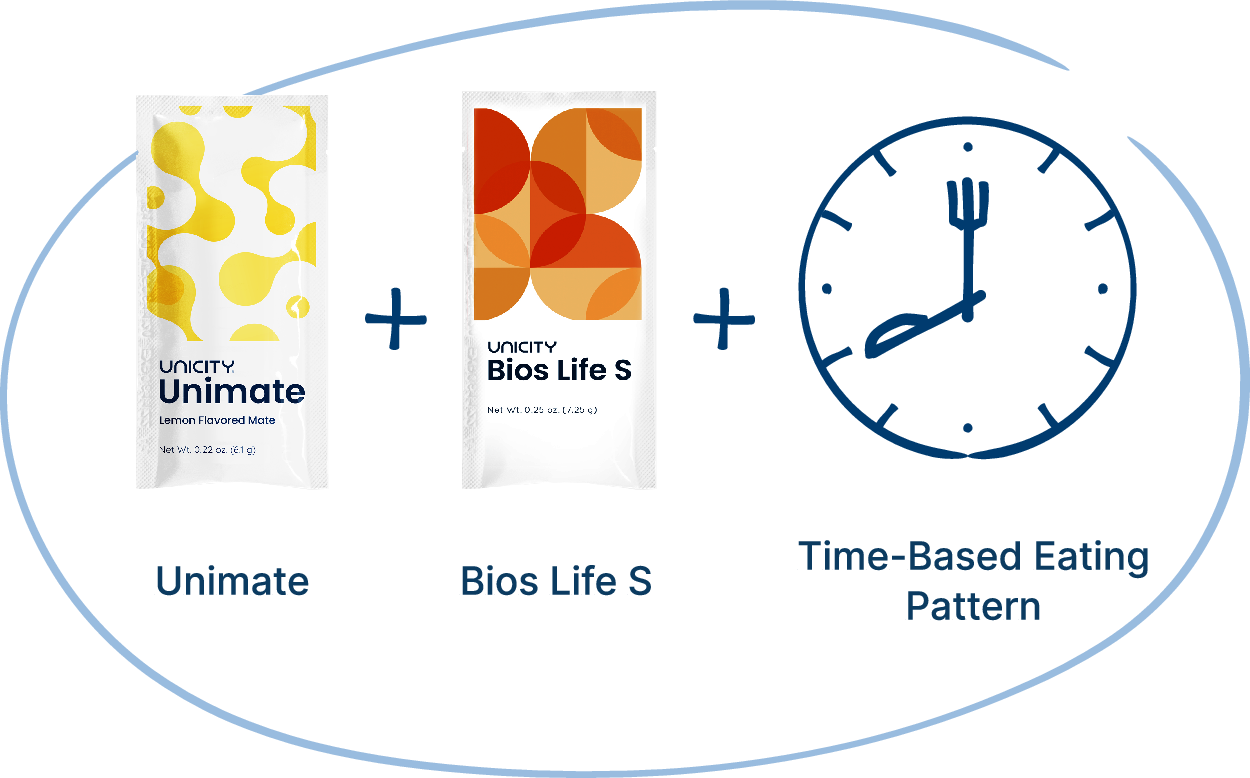 UNICITY
Unimate
Lemon Flavored Mate
Net Wt. 0.22 oz. (6.1 g)
+
UNICITY
Bios Life S
Net Wt. 0.25 oz. (7.25 g)
+
Unimate
Bios Life S
Time-Based Eating
Pattern